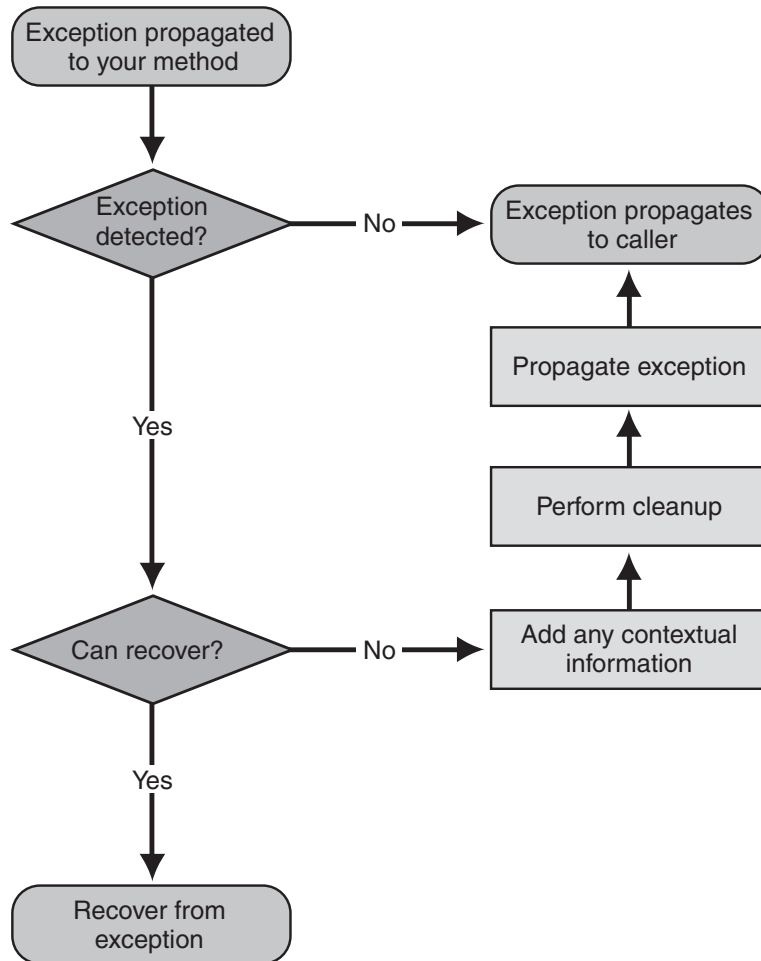 Exception propagated
to your method
Exception
detected?
No
Exception propagates
to caller
Propagate exception
Yes
Perform cleanup
Can recover?
No
Add any contextual
information
Yes
Recover from
exception